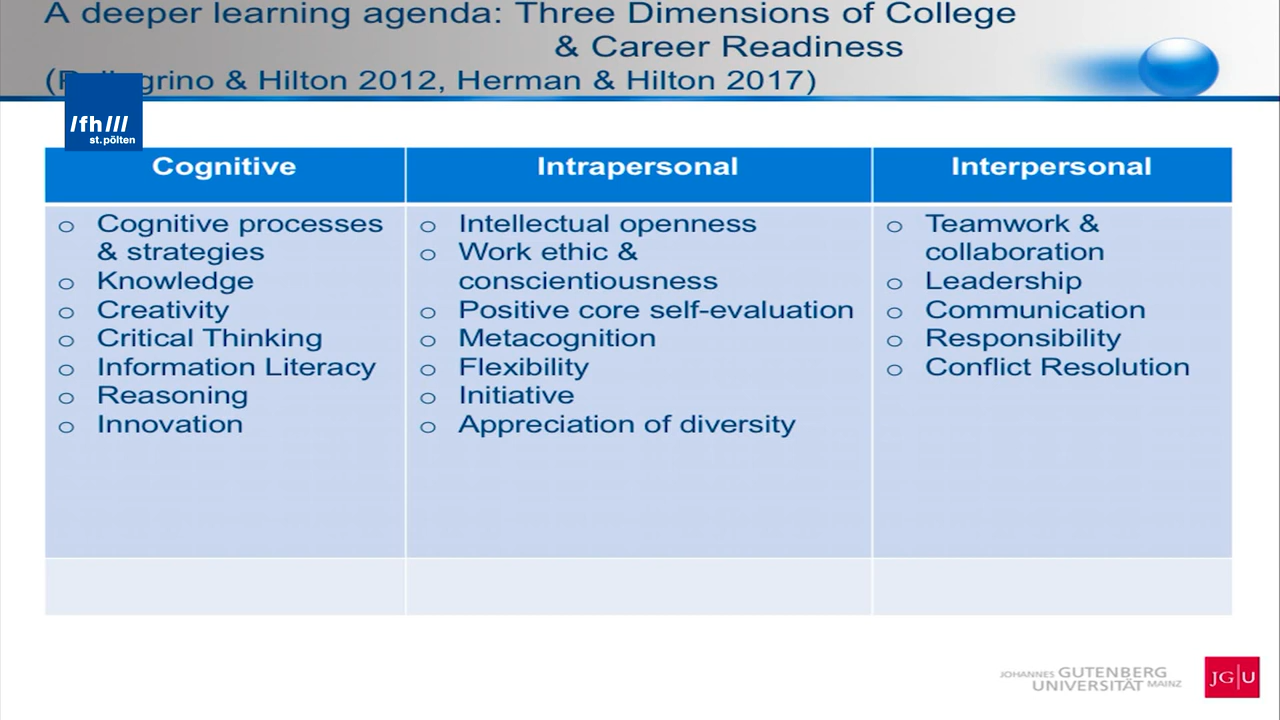 A deeper learning agenda: Three Dimensions of College
& Career Readiness
& Hilton 2012, Herman & Hilton 2017)
/fh///
st.pölten
Cognitive
Intrapersonal
Interpersonal
Cognitive processes
& strategies
Knowledge
Creativity
Critical Thinking
Information Literacy
Reasoning
Innovation
Intellectual openness
Work ethic &
conscientiousness
Positive core self-evaluation
Metacognition
Flexibility
Initiative
Appreciation of diversity
Teamwork &
collaboration
Leadership
Communication
Responsibility
Conflict Resolution
JOHANNES GUTENBERG
UNIVERSITÄT MAINZ
JG|U